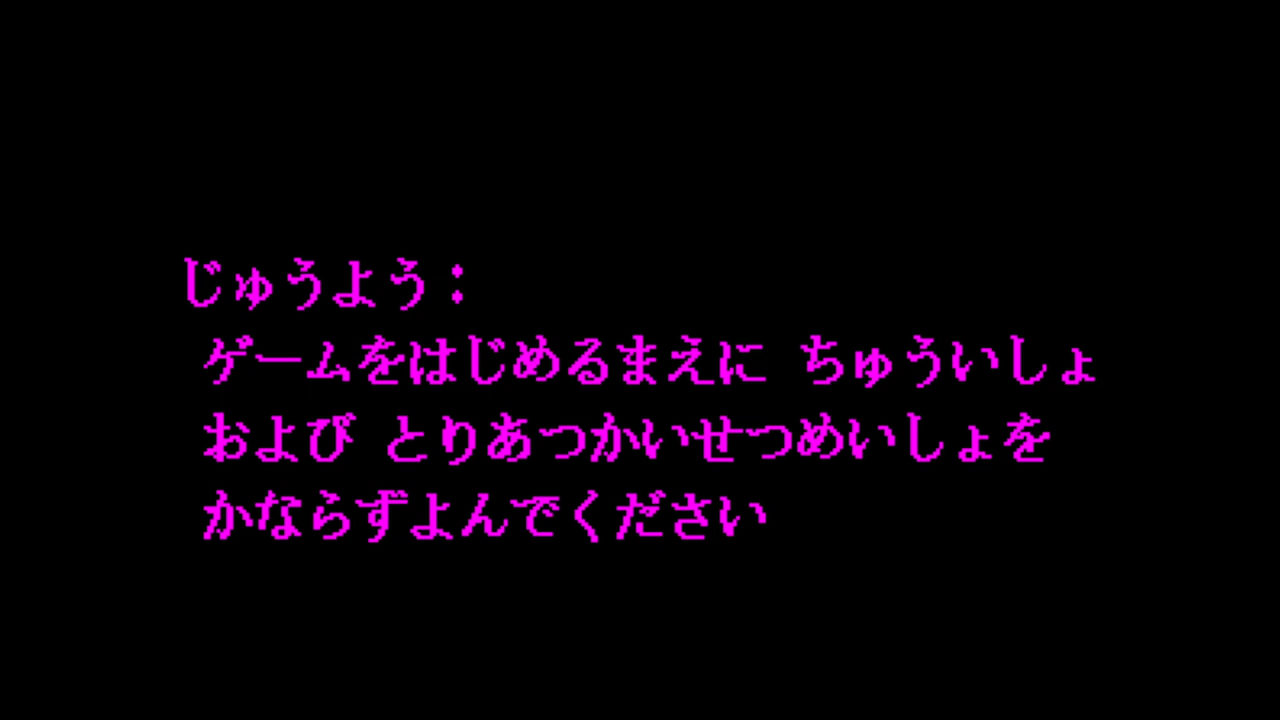 じゅうよう：
ゲームをはじめるまえに ちゅういしょ
および とりあつかいせつめいしょを
かならずよんでください